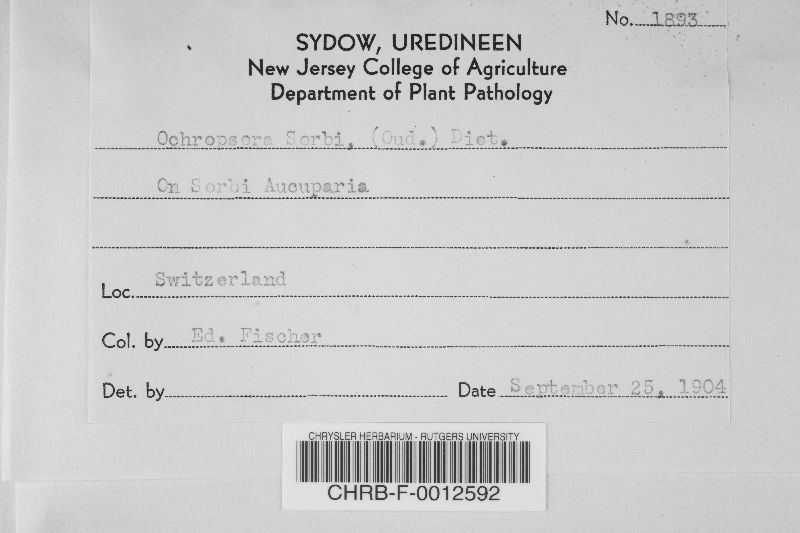 No. 1893
SYDOW, UREDINEEN
New Jersey College of Agriculture
Department of Plant Pathology
Ochropsora Sorbi, (Oud.) Diet.
On Sorbi Aucuparia
Loc. Switzerland
Col. by Ed. Fischer
Det. by Date September 25, 1904
CHRYSLER HERBARIUM - RUTGERS UNIVERSITY
CHRB-F-0012592